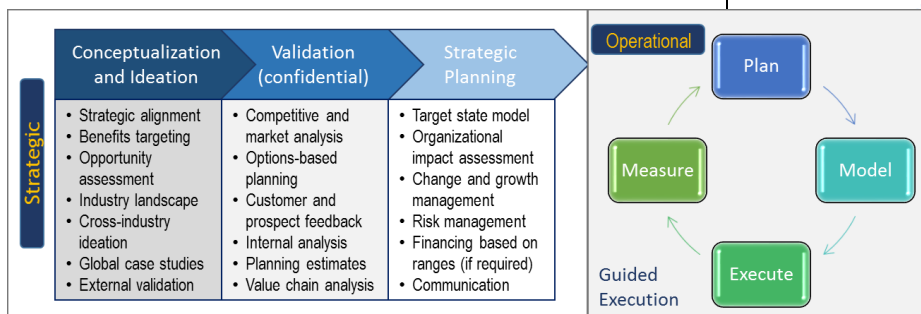 Strategic
Conceptualization
and Ideation
• Strategic alignment
• Benefits targeting
• Opportunity
assessment
• Industry landscape
• Cross-industry
ideation
• Global case studies
• External validation
Validation
(confidential)
• Competitive and
market analysis
• Options-based
planning
• Customer and
prospect feedback
• Internal analysis
• Planning estimates
• Value chain analysis
Strategic
Planning
• Target state model
• Organizational
impact assessment
• Change and growth
management
• Risk management
• Financing based on
ranges (if required)
• Communication
Operational
Plan
Model
Execute
Measure
Guided
Execution